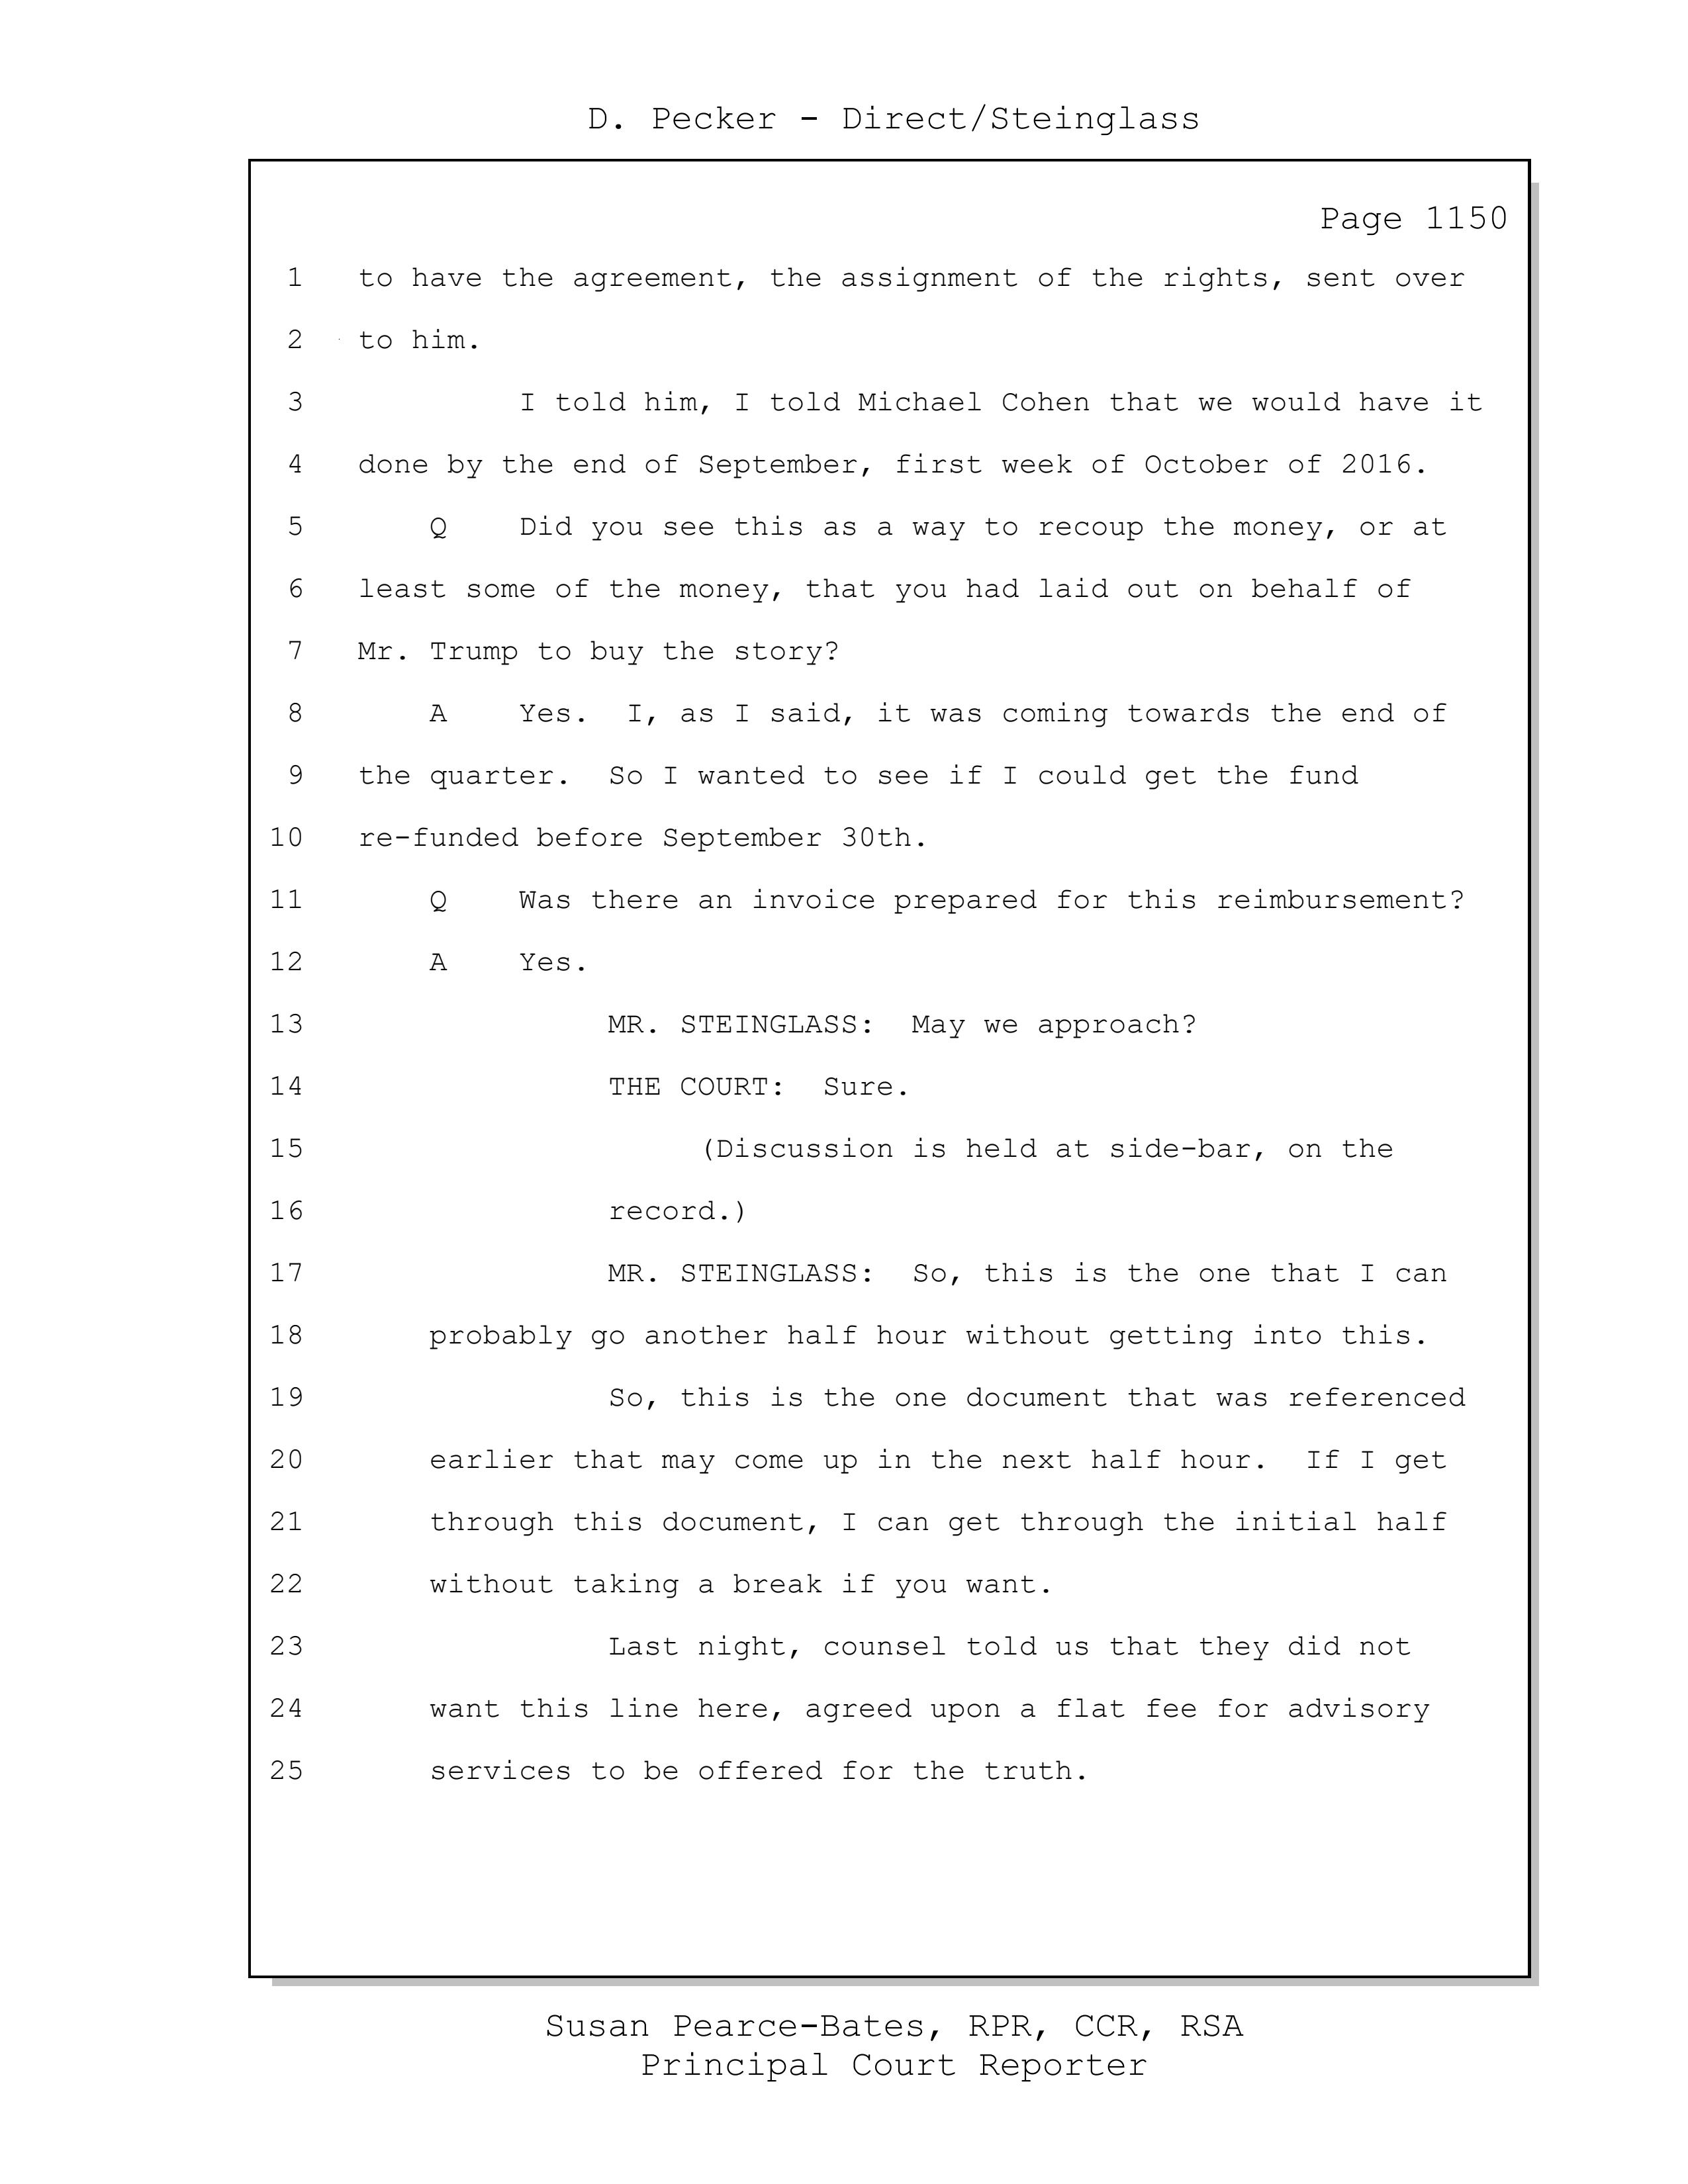 D. Pecker - Direct/Steinglass
Page 1150
1 to have the agreement, the assignment of the rights, sent over
2 to him.
3 I told him, I told Michael Cohen that we would have it
4 done by the end of September, first week of October of 2016.
5 Q Did you see this as a way to recoup the money, or at
6 least some of the money, that you had laid out on behalf of
7 Mr. Trump to buy the story?
8 A Yes. I, as I said, it was coming towards the end of
9 the quarter. So I wanted to see if I could get the fund
10 re-funded before September 30th.
11 Q Was there an invoice prepared for this reimbursement?
12 A Yes.
13 MR. STEINGLASS: May we approach?
14 THE COURT: Sure.
15 (Discussion is held at side-bar, on the
16 record.)
17 MR. STEINGLASS: So, this is the one that I can
18 probably go another half hour without getting into this.
19 So, this is the one document that was referenced
20 earlier that may come up in the next half hour. If I get
21 through this document, I can get through the initial half
22 without taking a break if you want.
23 Last night, counsel told us that they did not
24 want this line here, agreed upon a flat fee for advisory
25 services to be offered for the truth.
Susan Pearce-Bates, RPR, CCR, RSA
Principal Court Reporter